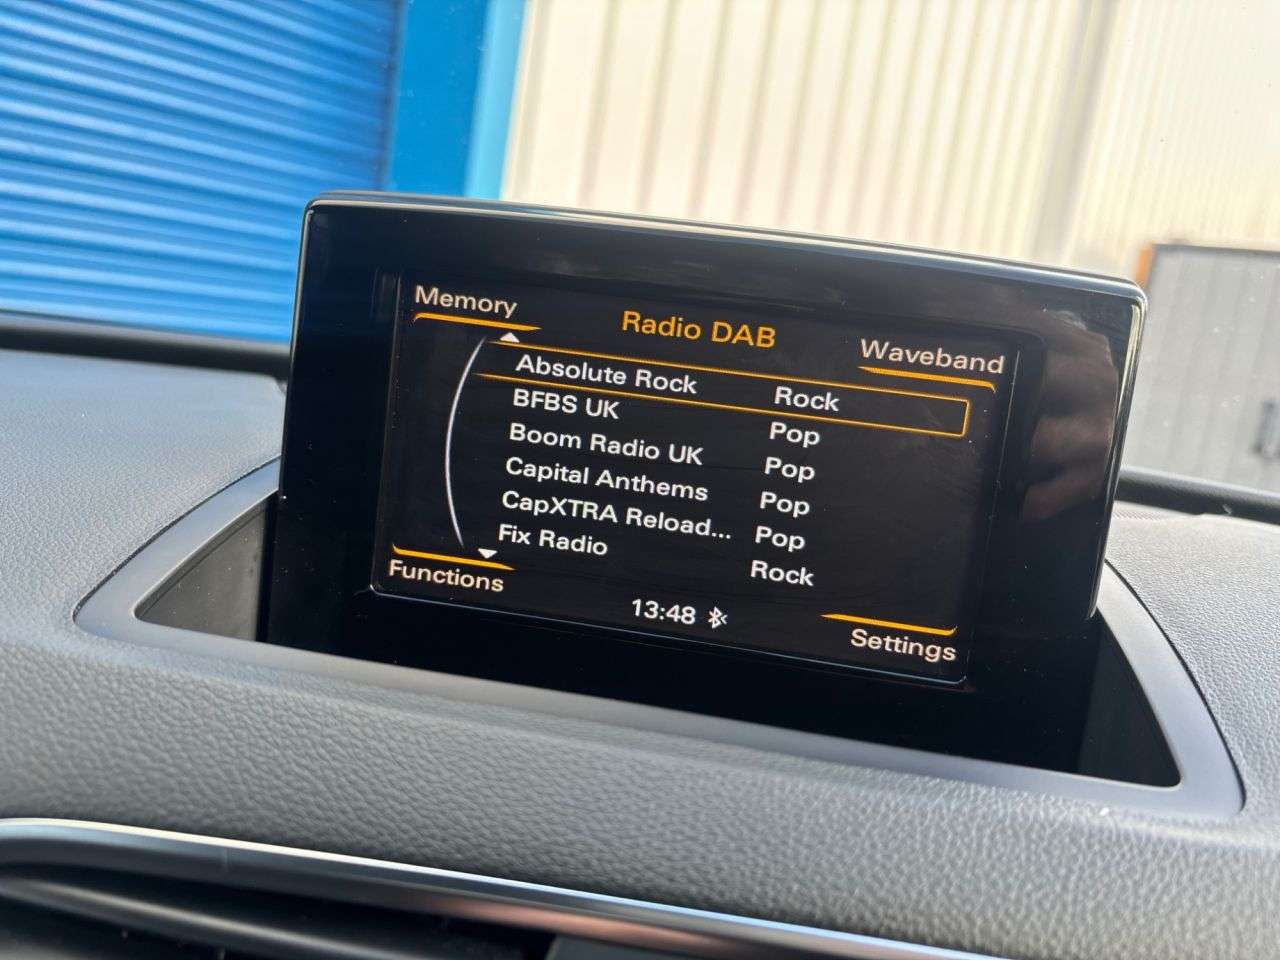 Memory
Radio DAB
Waveband
Absolute Rock Rock
BFBS UK Pop
Boom Radio UK Pop
Capital Anthems Pop
CapXTRA Reload... Pop
Fix Radio Rock
Functions
13:48
Settings